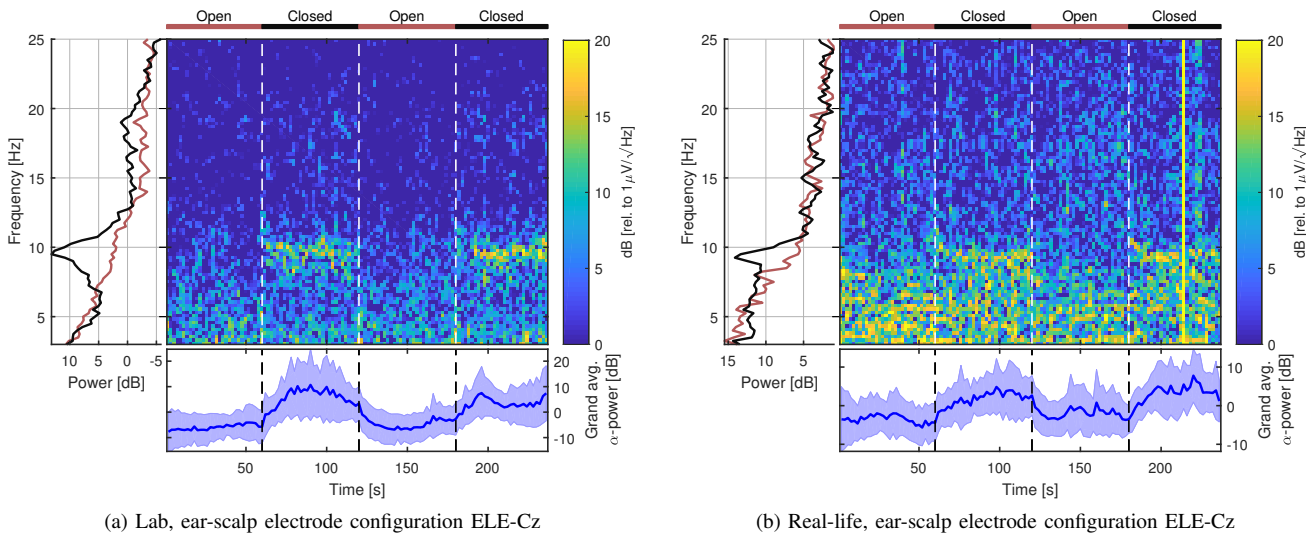 Open Closed Open Closed
25
20
15
10
5
Frequency [Hz]
10 5 0 -5
Power [dB]
20
15
10
5
0
dB [rel. to 1μV/√Hz]
20
10
0
-10
Grand avg.
α-power [dB]
50 100 150 200
Time [s]
(a) Lab, ear-scalp electrode configuration ELE-Cz
Open Closed Open Closed
25
20
15
10
5
Frequency [Hz]
15 10 5
Power [dB]
20
15
10
5
0
dB [rel. to 1μV/√Hz]
10
0
-10
Grand avg.
α-power [dB]
50 100 150 200
Time [s]
(b) Real-life, ear-scalp electrode configuration ELE-Cz